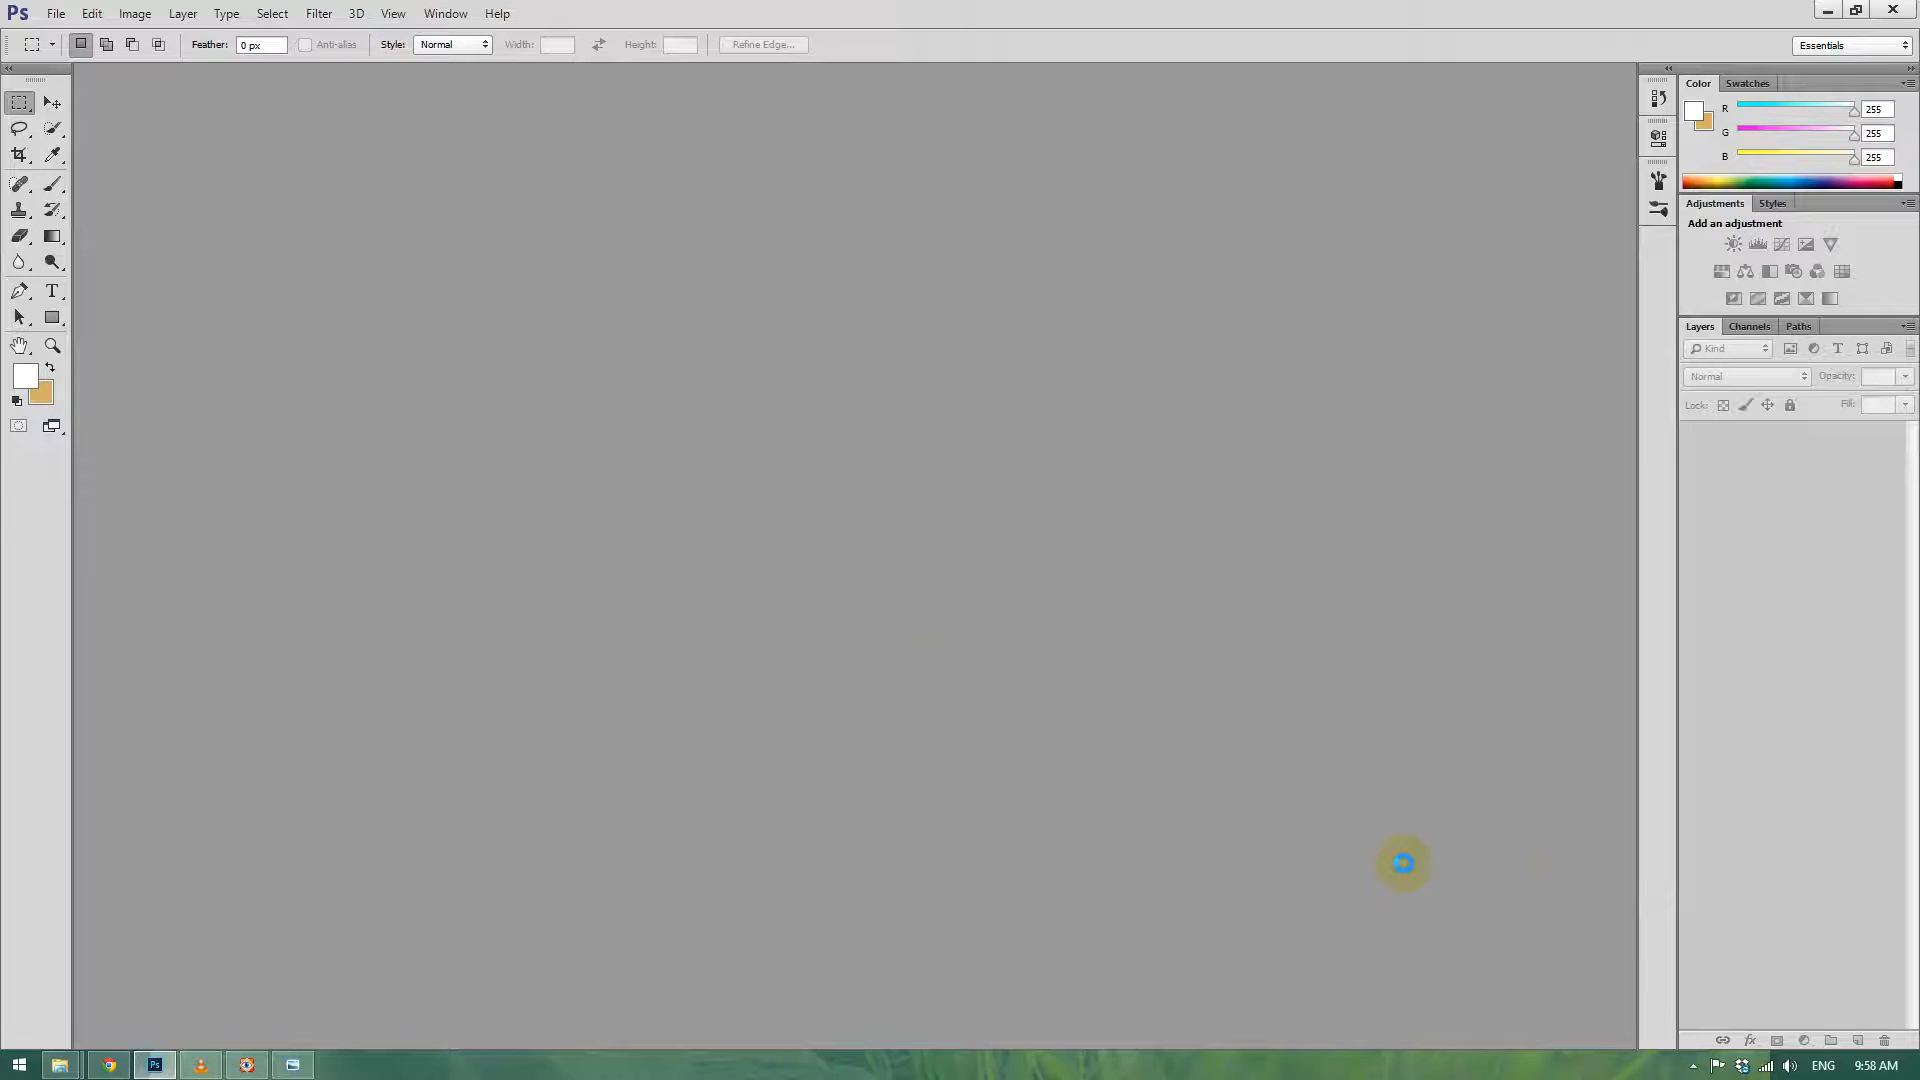 Ps File Edit Image Layer Type Select Filter 3D View Window Help
Feather: 0 px Anti-alias Style: Normal Width: Height: Refine Edge... Essentials
Color Swatches
R 255
G 255
B 255
Adjustments Styles
Add an adjustment
Layers Channels Paths
Kind
Normal Opacity:
Lock: Fill:
Ps ENG 9:58 AM